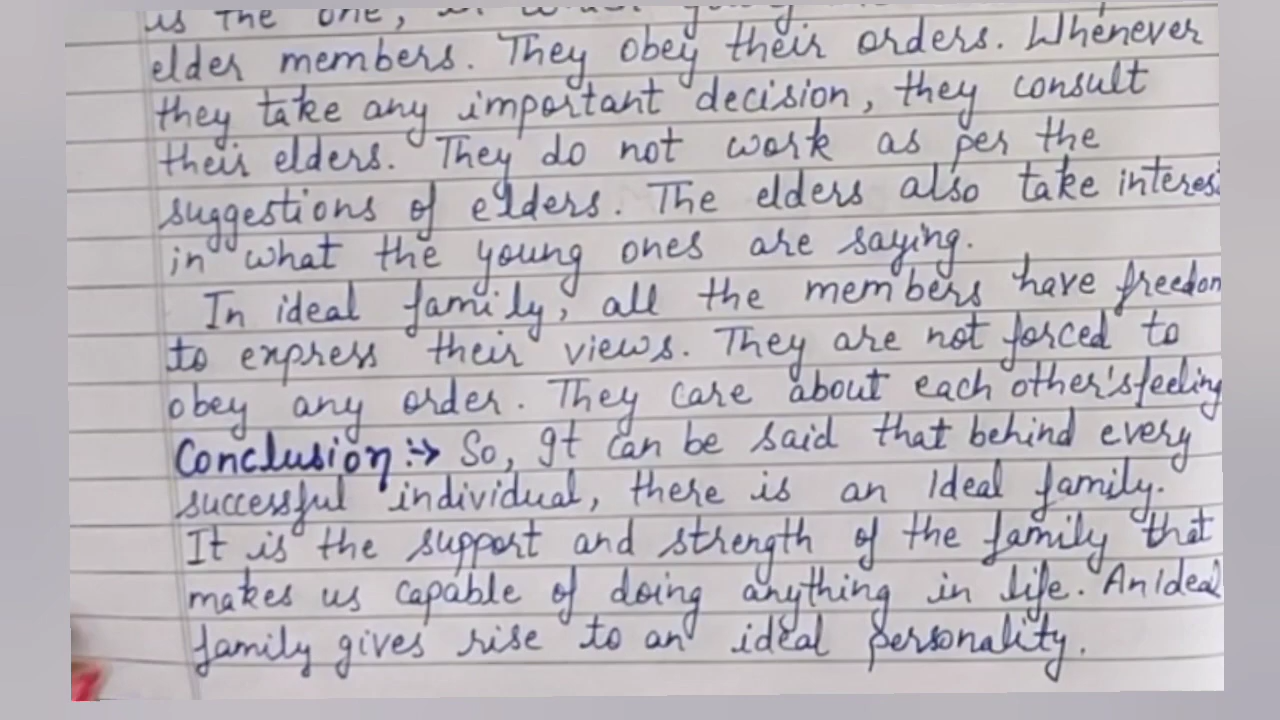 is the one, in
elder members. They obey their orders. Whenever
they take any important decision, they consult
their elders. They do not work as per the
suggestions of elders. The elders also take interest
in what the young ones are saying.
In ideal family, all the members have freedom
to express their views. They are not forced to
obey any order. They care about each other's feeling
Conclusion :→ So, It can be said that behind every
successful individual, there is an Ideal family.
It is the support and strength of the family that
makes us capable of doing anything in life. An Ideal
family gives rise to an ideal personality.